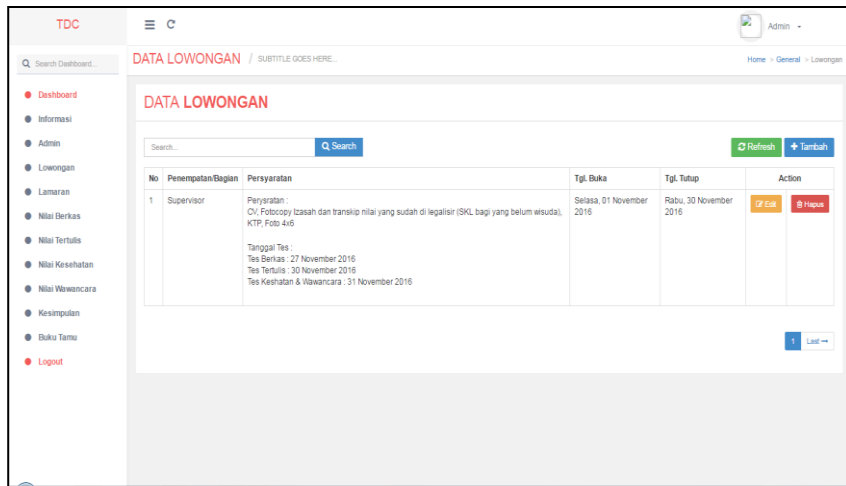 TDC
Admin
Search Dashboard...
DATA LOWONGAN / SUBTITLE GOES HERE...
Home > General > Lowongan
Dashboard
Informasi
Admin
Lowongan
Lamaran
Nilai Berkas
Nilai Tertulis
Nilai Kesehatan
Nilai Wawancara
Kesimpulan
Buku Tamu
Logout
DATA LOWONGAN
Search...
Search
Refresh
Tambah
No Penempatan/Bagian Persyaratan Tgl. Buka Tgl. Tutup Action
1 Supervisor
Perysratan :
CV, Fotocopy Izasah dan transkip nilai yang sudah di legalisir (SKL bagi yang belum wisuda),
KTP, Foto 4x6
Tanggal Tes :
Tes Berkas : 27 November 2016
Tes Tertulis : 30 November 2016
Tes Keshatan & Wawancara : 31 November 2016
Selasa, 01 November
2016
Rabu, 30 November
2016
Edit
Hapus
1 Last →